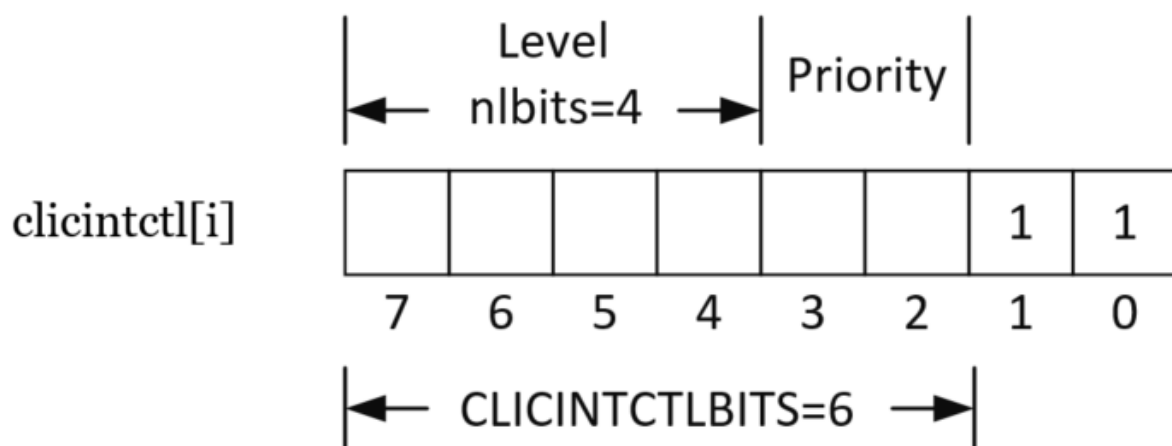 Level
nlbits=4
Priority
clicintctl[i]
1 1
7 6 5 4 3 2 1 0
CLICINTCTLBITS=6